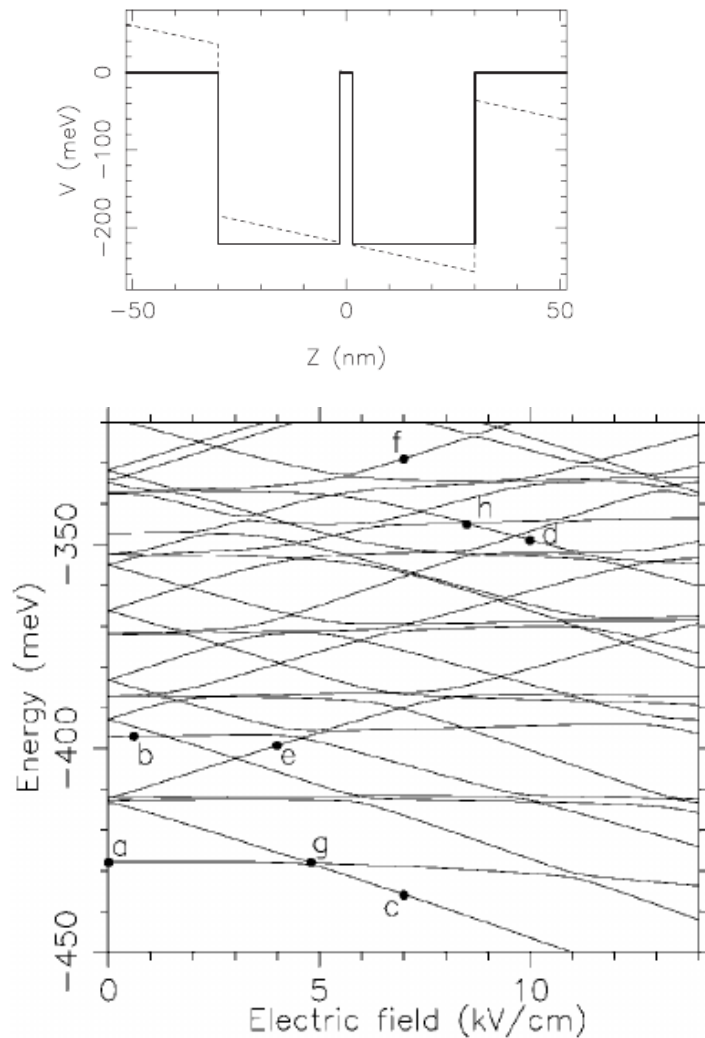 0
V (meV)
−100
−200
−50
0
50
Z (nm)
f
h
d
−350
Energy (meV)
−400
b
e
a
g
c
−450
0
5
10
Electric field (kV/cm)